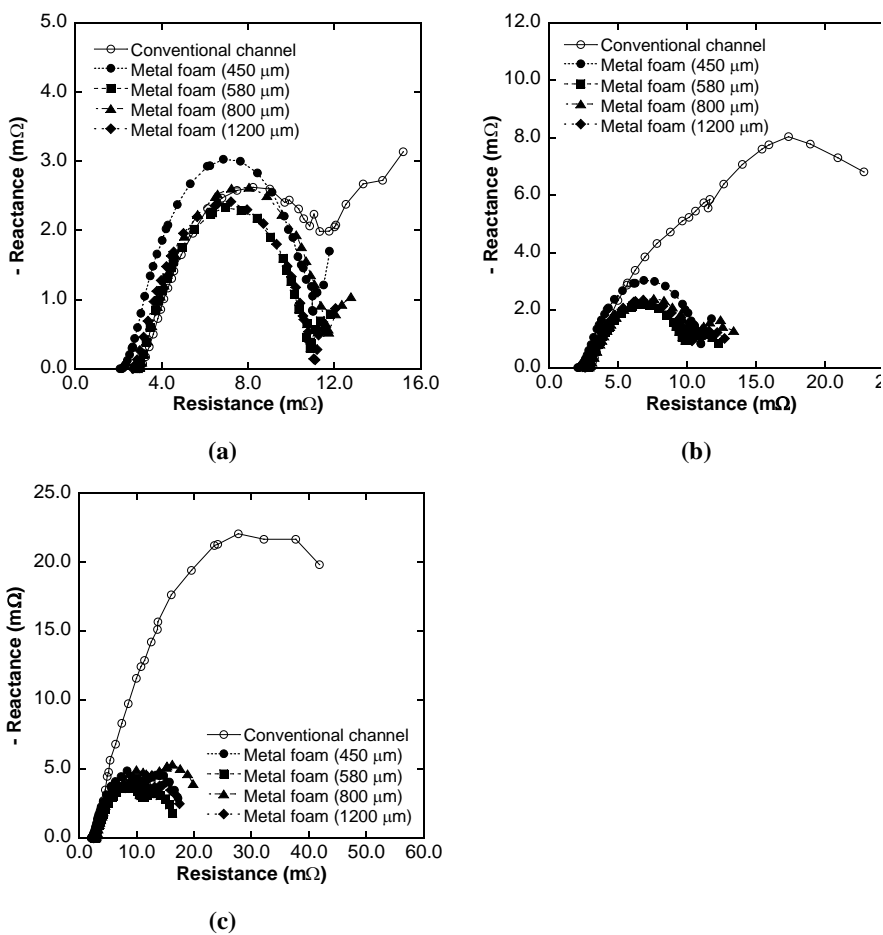 5.0
4.0
3.0
2.0
1.0
0.0
- Reactance (mΩ)
Conventional channel
Metal foam (450 μm)
Metal foam (580 μm)
Metal foam (800 μm)
Metal foam (1200 μm)
0.0 4.0 8.0 12.0 16.0
Resistance (mΩ)
(a)
12.0
10.0
8.0
6.0
4.0
2.0
0.0
- Reactance (mΩ)
Conventional channel
Metal foam (450 μm)
Metal foam (580 μm)
Metal foam (800 μm)
Metal foam (1200 μm)
0.0 5.0 10.0 15.0 20.0
Resistance (mΩ)
(b)
25.0
20.0
15.0
10.0
5.0
0.0
- Reactance (mΩ)
Conventional channel
Metal foam (450 μm)
Metal foam (580 μm)
Metal foam (800 μm)
Metal foam (1200 μm)
0.0 10.0 20.0 30.0 40.0 50.0 60.0
Resistance (mΩ)
(c)